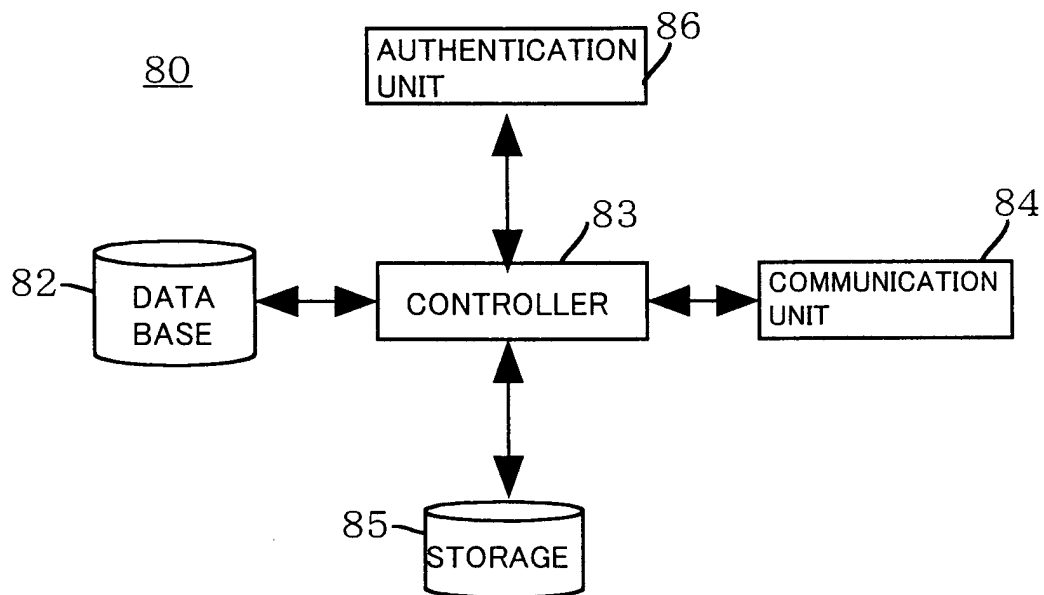 86
AUTHENTICATION
UNIT
80
83
84
82
DATA
BASE
CONTROLLER
COMMUNICATION
UNIT
85
STORAGE